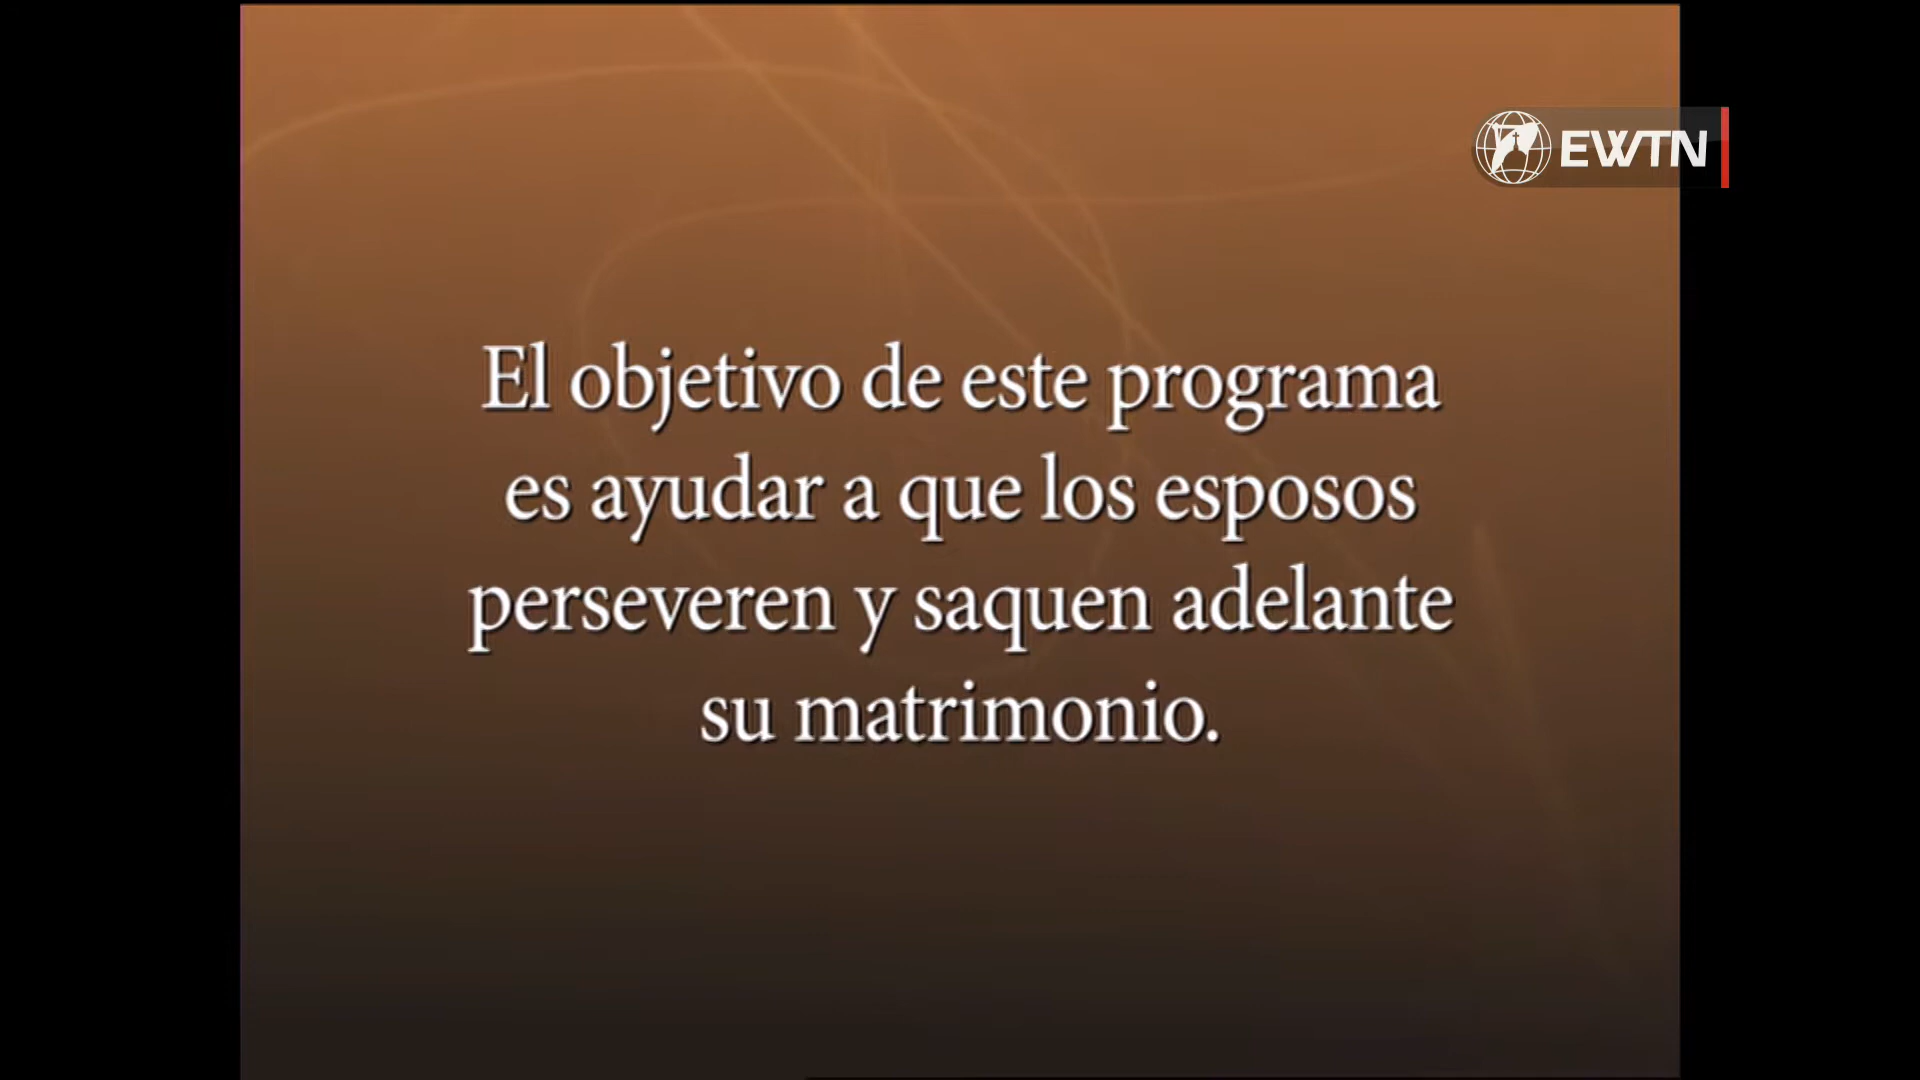 EWTN
El objetivo de este programa
es ayudar a que los esposos
perseveren y saquen adelante
su matrimonio.